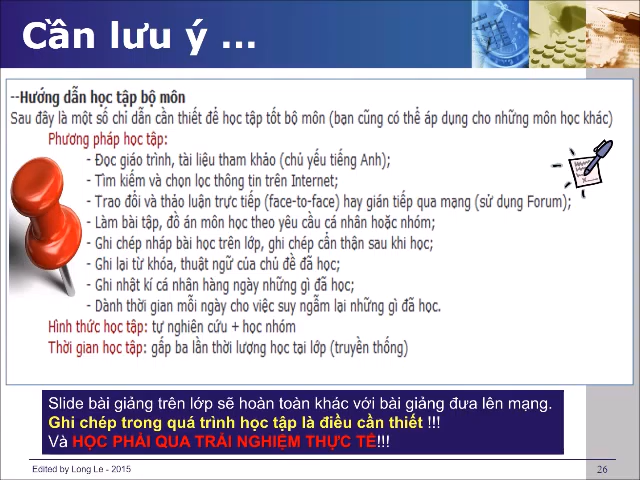 Cần lưu ý ...
--Hướng dẫn học tập bộ môn
Sau đây là một số chỉ dẫn cần thiết để học tập tốt bộ môn (bạn cũng có thể áp dụng cho những môn học khác)
Phương pháp học tập:
- Đọc giáo trình, tài liệu tham khảo (chủ yếu tiếng Anh);
- Tìm kiếm và chọn lọc thông tin trên Internet;
- Trao đổi và thảo luận trực tiếp (face-to-face) hay gián tiếp qua mạng (sử dụng Forum);
- Làm bài tập, đồ án môn học theo yêu cầu cá nhân hoặc nhóm;
- Ghi chép nháp bài học trên lớp, ghi chép cẩn thận sau khi học;
- Ghi lại từ khóa, thuật ngữ của chủ đề đã học;
- Ghi nhật kí cá nhân hàng ngày những gì đã học;
- Dành thời gian mỗi ngày cho việc suy ngẫm lại những gì đã học.
Hình thức học tập: tự nghiên cứu + học nhóm
Thời gian học tập: gấp ba lần thời lượng học tại lớp (truyền thống)
Slide bài giảng trên lớp sẽ hoàn toàn khác với bài giảng đưa lên mạng.
Ghi chép trong quá trình học tập là điều cần thiết !!!
Và HỌC PHẢI QUA TRẢI NGHIỆM THỰC TẾ!!!
Edited by Long Le - 2015
26